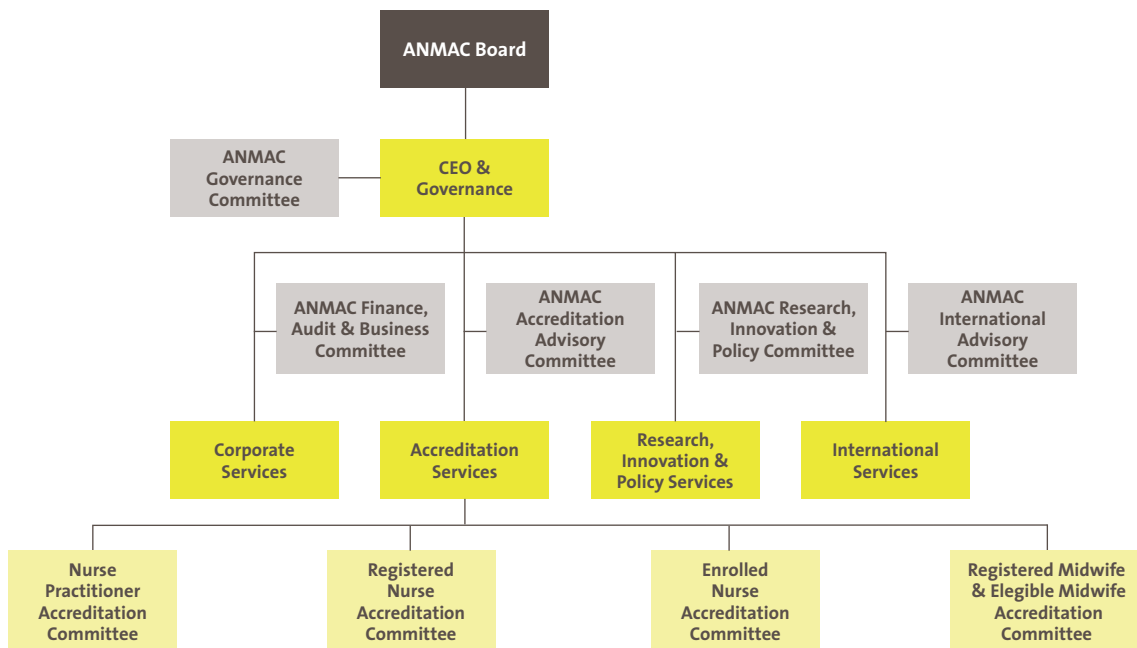 ANMAC Board
ANMAC
Governance
Committee
CEO &
Governance
ANMAC Finance,
Audit & Business
Committee
ANMAC
Accreditation
Advisory
Committee
ANMAC Research,
Innovation &
Policy Committee
ANMAC
International
Advisory
Committee
Corporate
Services
Accreditation
Services
Research,
Innovation &
Policy Services
International
Services
Nurse
Practitioner
Accreditation
Committee
Registered
Nurse
Accreditation
Committee
Enrolled
Nurse
Accreditation
Committee
Registered Midwife
& Elegible Midwife
Accreditation
Committee